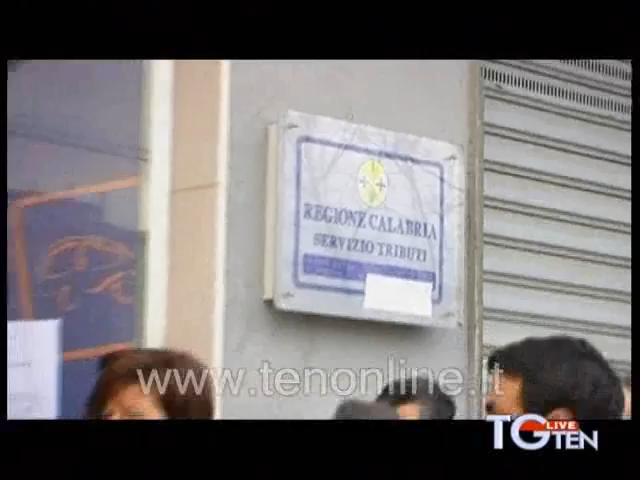 REGIONE CALABRIA
SERVIZIO TRIBUTI
www.tenonline.it
TG LIVE TEN